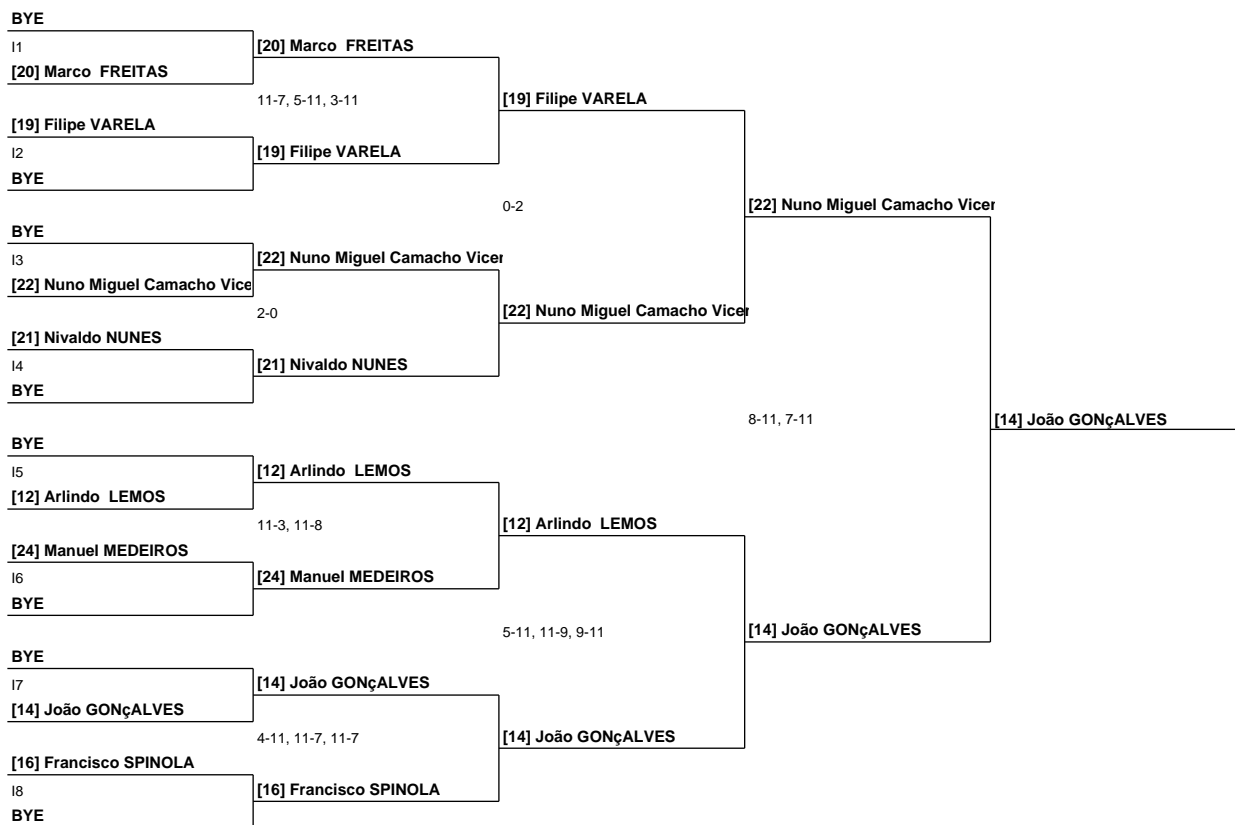 BYE
I1
[20] Marco FREITAS
[20] Marco FREITAS
11-7, 5-11, 3-11
[19] Filipe VARELA
[19] Filipe VARELA
I2
[19] Filipe VARELA
BYE
0-2
[22] Nuno Miguel Camacho Vicer
BYE
I3
[22] Nuno Miguel Camacho Vicer
[22] Nuno Miguel Camacho Vice
2-0
[22] Nuno Miguel Camacho Vicer
[21] Nivaldo NUNES
I4
[21] Nivaldo NUNES
BYE
8-11, 7-11
[14] João GONçALVES
BYE
I5
[12] Arlindo LEMOS
[12] Arlindo LEMOS
11-3, 11-8
[12] Arlindo LEMOS
[24] Manuel MEDEIROS
I6
[24] Manuel MEDEIROS
BYE
5-11, 11-9, 9-11
[14] João GONçALVES
BYE
I7
[14] João GONçALVES
[14] João GONçALVES
4-11, 11-7, 11-7
[14] João GONçALVES
[16] Francisco SPINOLA
I8
[16] Francisco SPINOLA
BYE